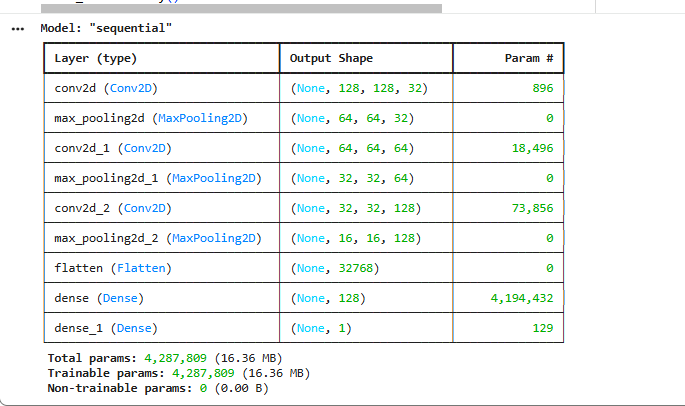 Model: "sequential"
Layer (type) Output Shape Param #
conv2d (Conv2D) (None, 128, 128, 32) 896
max_pooling2d (MaxPooling2D) (None, 64, 64, 32) 0
conv2d_1 (Conv2D) (None, 64, 64, 64) 18,496
max_pooling2d_1 (MaxPooling2D) (None, 32, 32, 64) 0
conv2d_2 (Conv2D) (None, 32, 32, 128) 73,856
max_pooling2d_2 (MaxPooling2D) (None, 16, 16, 128) 0
flatten (Flatten) (None, 32768) 0
dense (Dense) (None, 128) 4,194,432
dense_1 (Dense) (None, 1) 129
Total params: 4,287,809 (16.36 MB)
Trainable params: 4,287,809 (16.36 MB)
Non-trainable params: 0 (0.00 B)